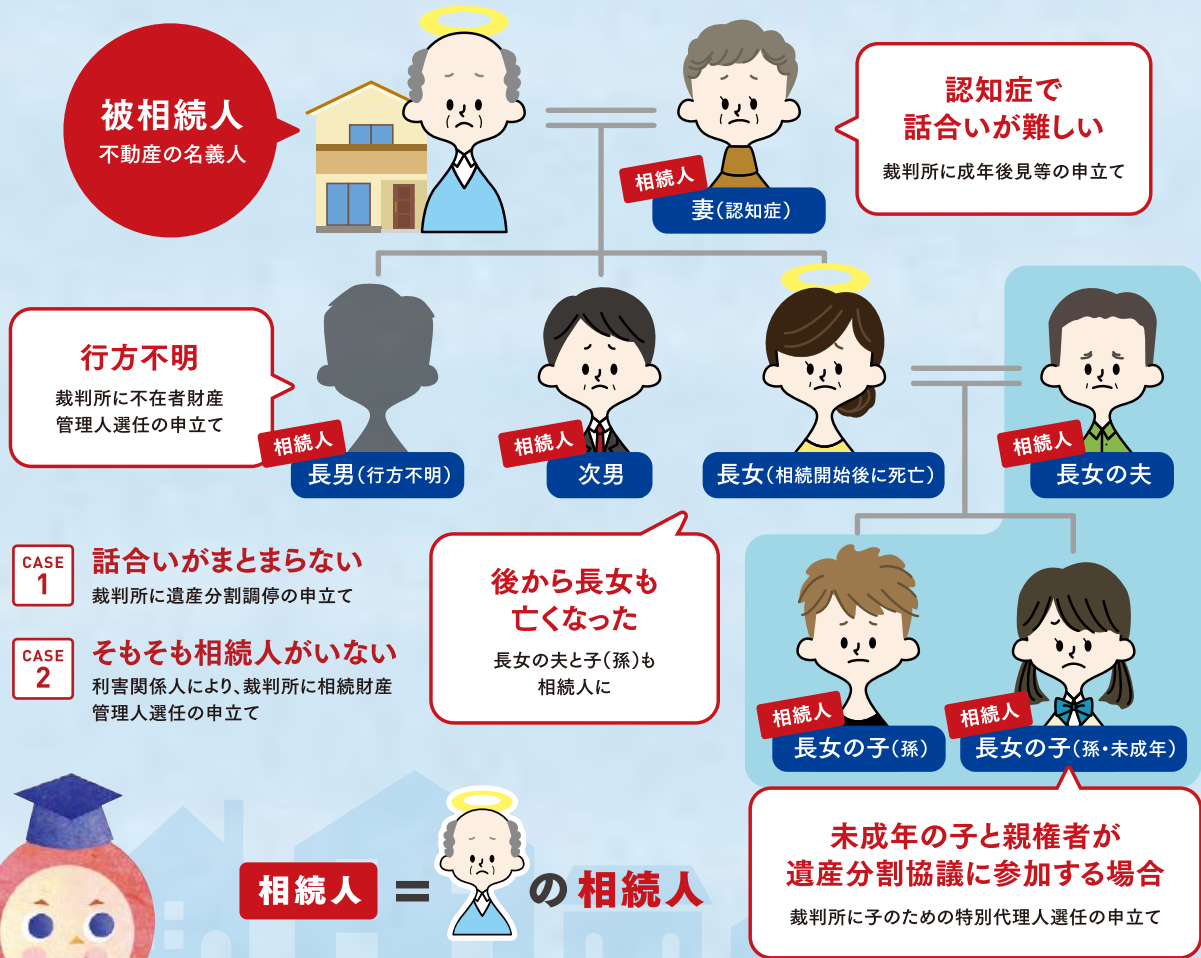 被相続人
不動産の名義人
相続人
妻(認知症)
認知症で
話合いが難しい
裁判所に成年後見等の申立て
行方不明
裁判所に不在者財産
管理人選任の申立て
相続人
長男(行方不明)
相続人
次男
長女(相続開始後に死亡)
相続人
長女の夫
CASE
1
話合いがまとまらない
裁判所に遺産分割調停の申立て
CASE
2
そもそも相続人がいない
利害関係人により、裁判所に相続財産
管理人選任の申立て
後から長女も
亡くなった
長女の夫と子(孫)も
相続人に
相続人
長女の子(孫)
相続人
長女の子(孫・未成年)
未成年の子と親権者が
遺産分割協議に参加する場合
裁判所に子のための特別代理人選任の申立て
相続人 = の相続人